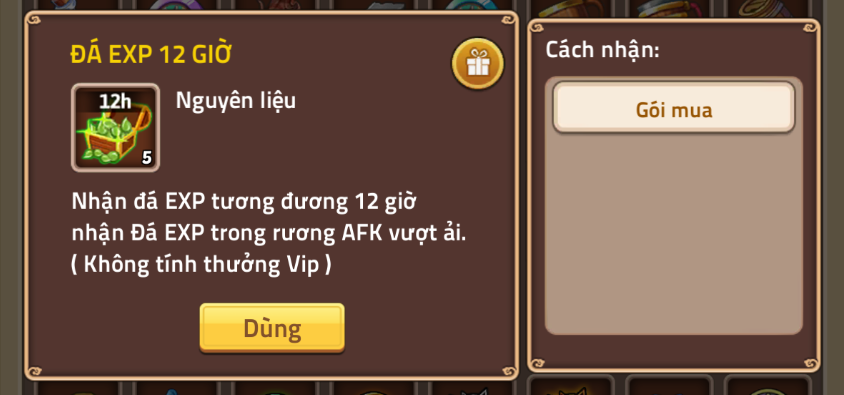 ĐÁ EXP 12 GIỜ
12h
5
Nguyên liệu
Nhận đá EXP tương đương 12 giờ
nhận Đá EXP trong rương AFK vượt ải.
( Không tính thưởng Vip )
Dùng
Cách nhận:
Gói mua